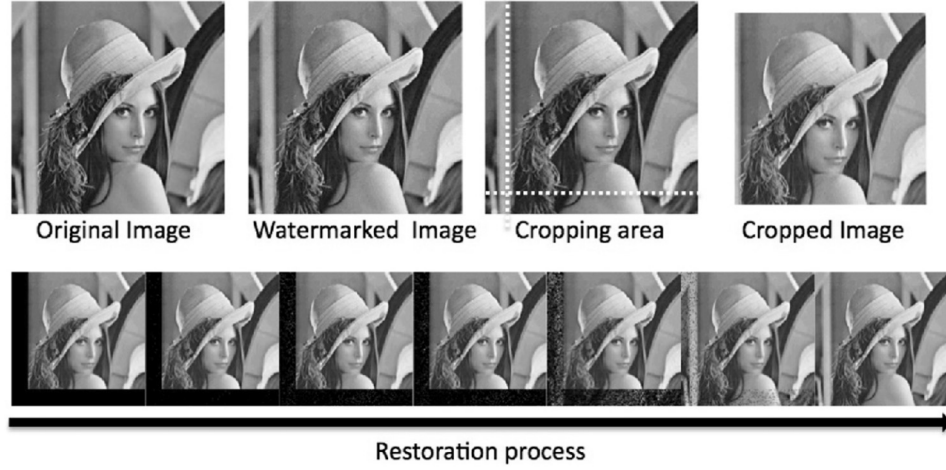 Original Image
Watermarked Image
Cropping area
Cropped Image
Restoration process